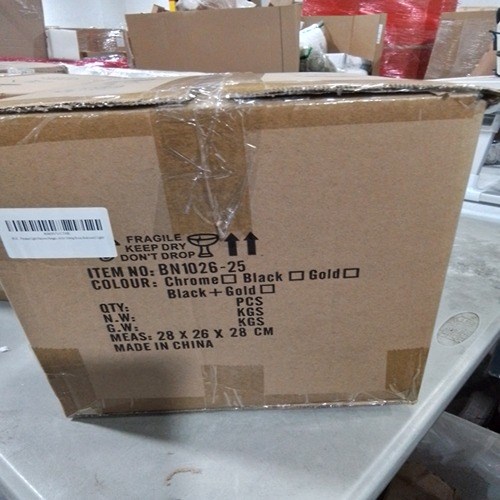 FRAGILE
KEEP DRY
DON'T DROP
ITEM NO: BN1026-25
COLOUR: Chrome□ Black □ Gold□
Black+Gold□
QTY: PCS
N.W: KGS
G.W: KGS
MEAS: 28 X 26 X 28 CM
MADE IN CHINA